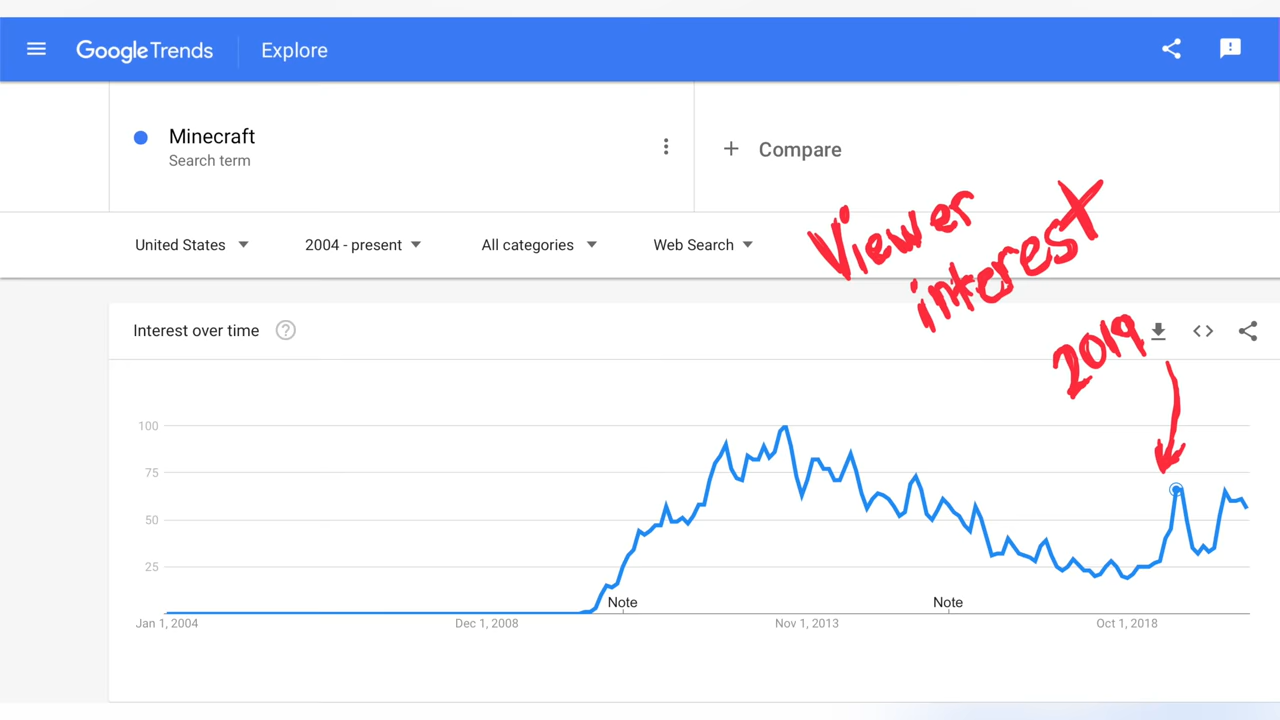 Google Trends
Explore
Minecraft
Search term
+ Compare
United States
2004 - present
All categories
Web Search
Viewer
interest
Interest over time ?
2019
100
75
50
25
Note
Note
Jan 1, 2004
Dec 1, 2008
Nov 1, 2013
Oct 1, 2018